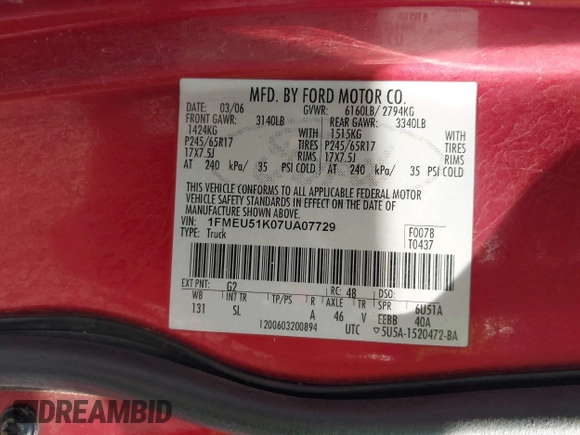 MFD. BY FORD MOTOR CO.
DATE: 03/06 GVWR: 6160LB/ 2794KG
FRONT GAWR: 3140LB REAR GAWR: 3340LB
1424KG 1515KG
P245/65R17 TIRES P245/65R17 TIRES
17X7.5J RIMS 17X7.5J RIMS
AT 240 kPa/ 35 PSI COLD AT 240 kPa/ 35 PSI COLD
THIS VEHICLE CONFORMS TO ALL APPLICABLE FEDERAL MOTOR
VEHICLE SAFETY STANDARDS IN EFFECT ON THE DATE OF
MANUFACTURE SHOWN ABOVE.
VIN: 1FMEU51K07UA07729
TYPE: Truck
F0078
T0437
EXT PNT: G2 RC: 48 DSO:
WB INT TR TP/PS R AXLE TR SPR 6U5TA
131 SL A 46 V EEBB 40A
1200603200894 UTC 5U5A-1520472-BA
DREAMBID